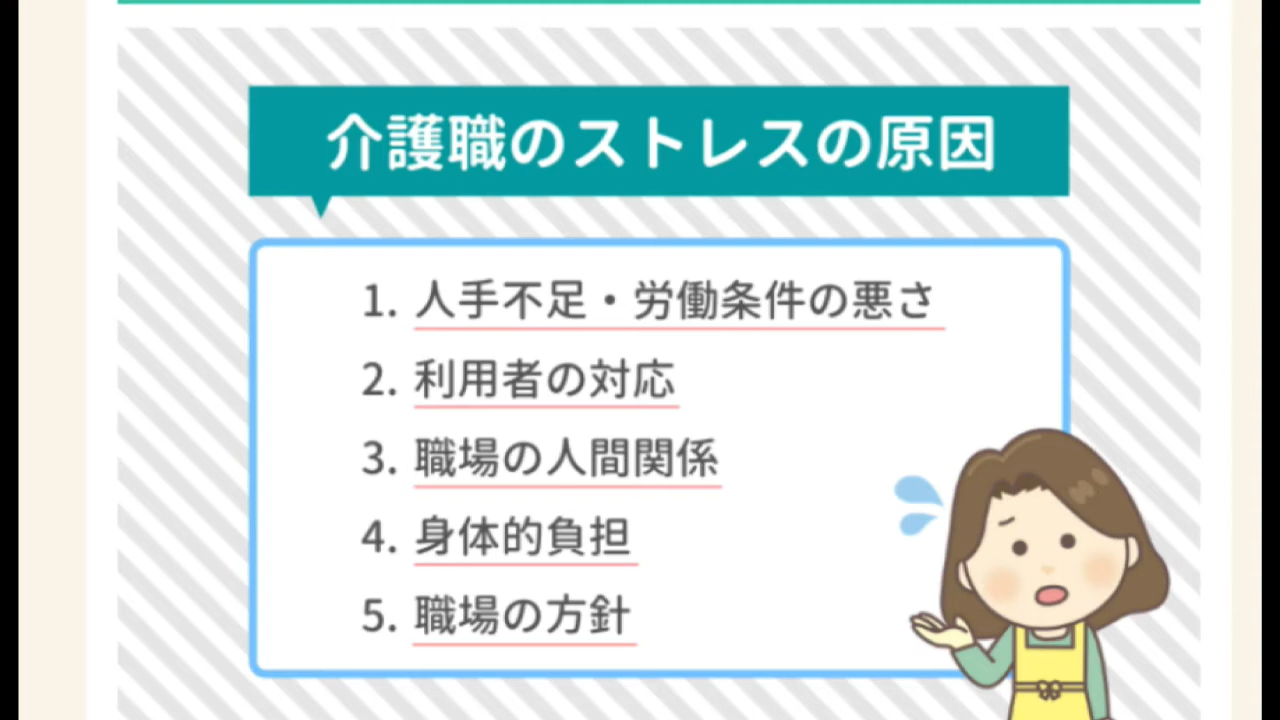 介護職のストレスの原因
1. 人手不足・労働条件の悪さ
2. 利用者の対応
3. 職場の人間関係
4. 身体的負担
5. 職場の方針